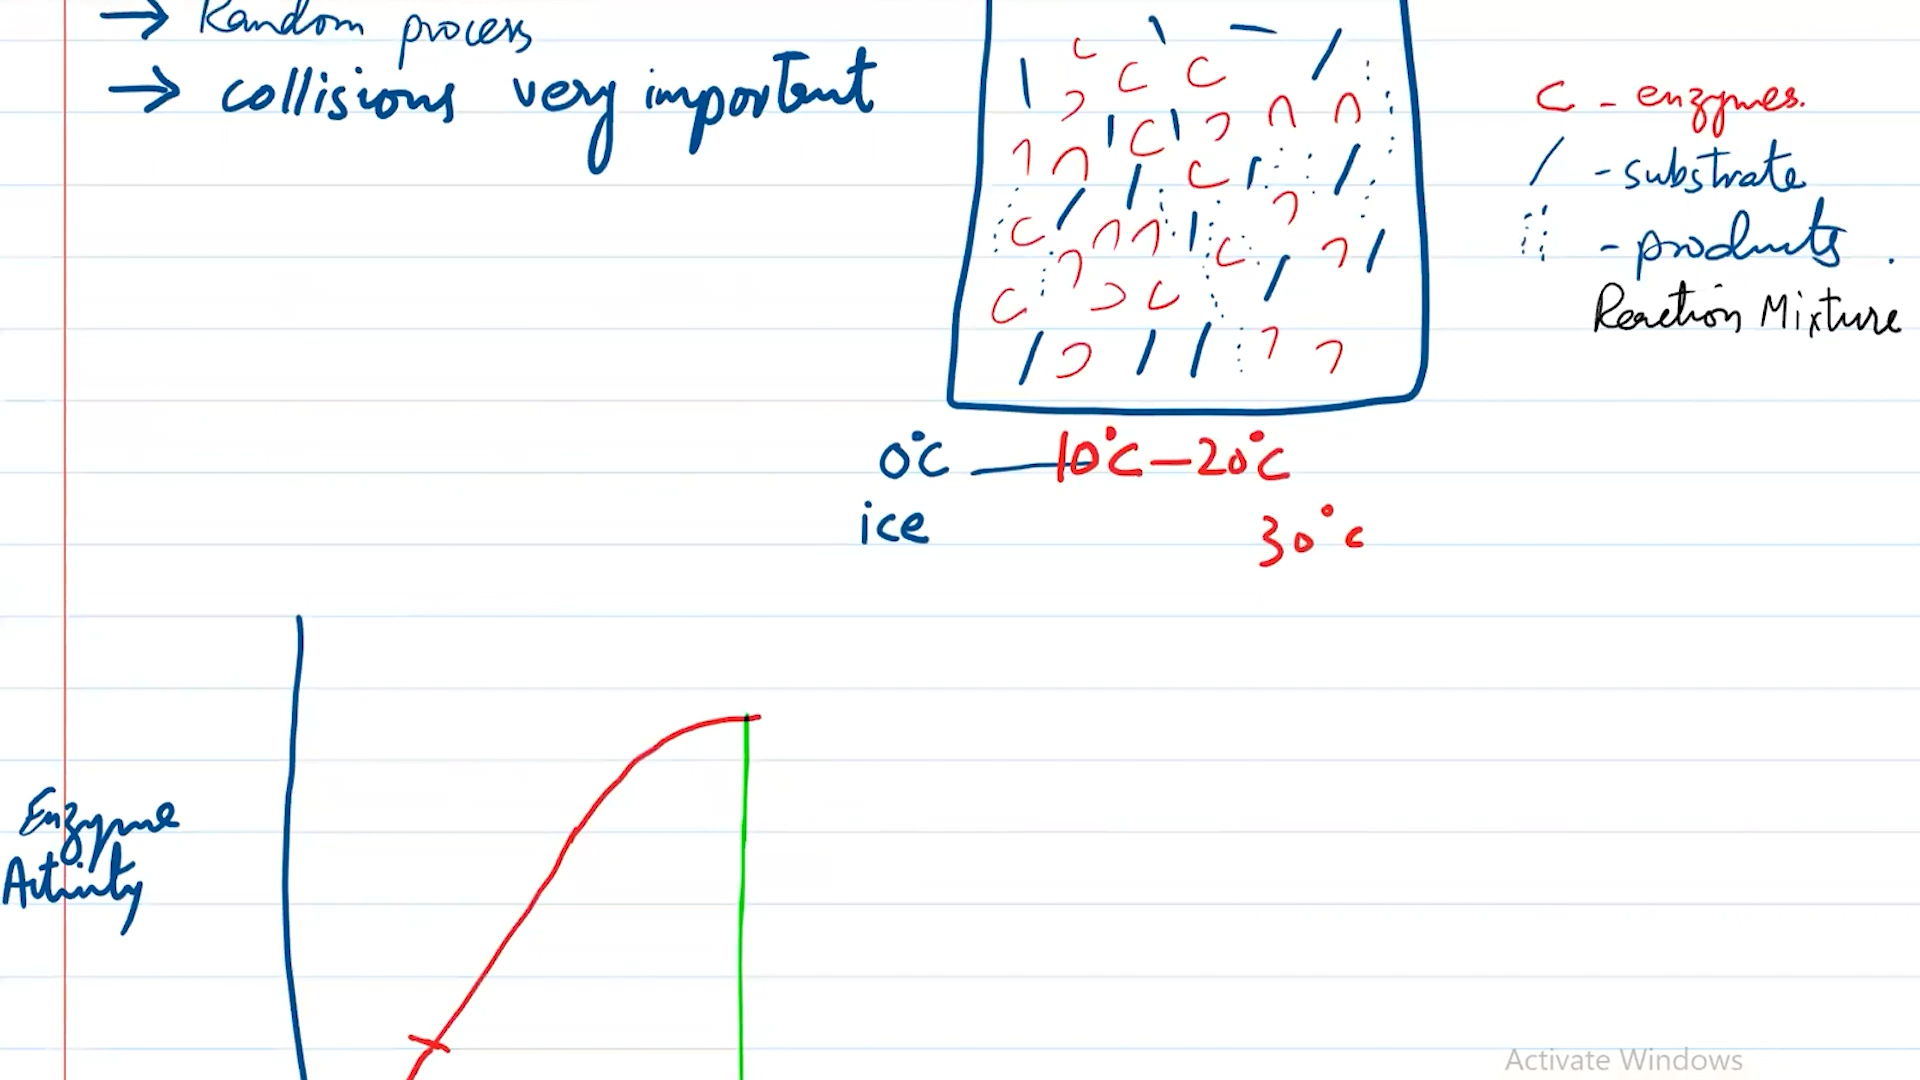 → Random process
→ collisions very important
c - enzymes.
/ - substrate
- products.
Reaction Mixture
0°C — 10°C – 20°C
ice
30°c
Enzyme
Activity
Activate Windows